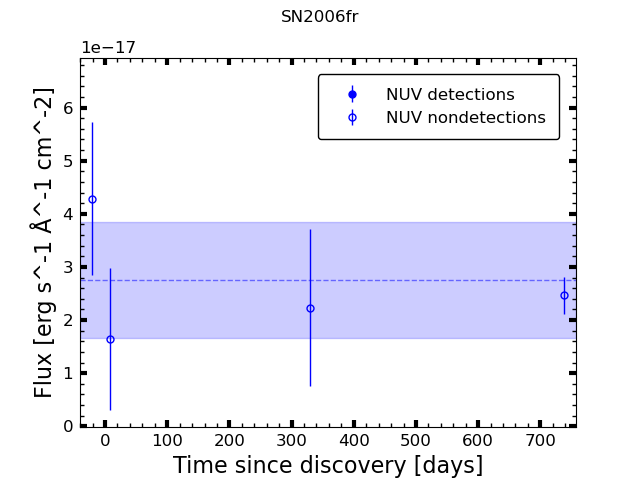 SN2006fr
1e−17
NUV detections
NUV nondetections
6
5
4
3
2
1
0
Flux [erg s^-1 Å^-1 cm^-2]
0 100 200 300 400 500 600 700
Time since discovery [days]